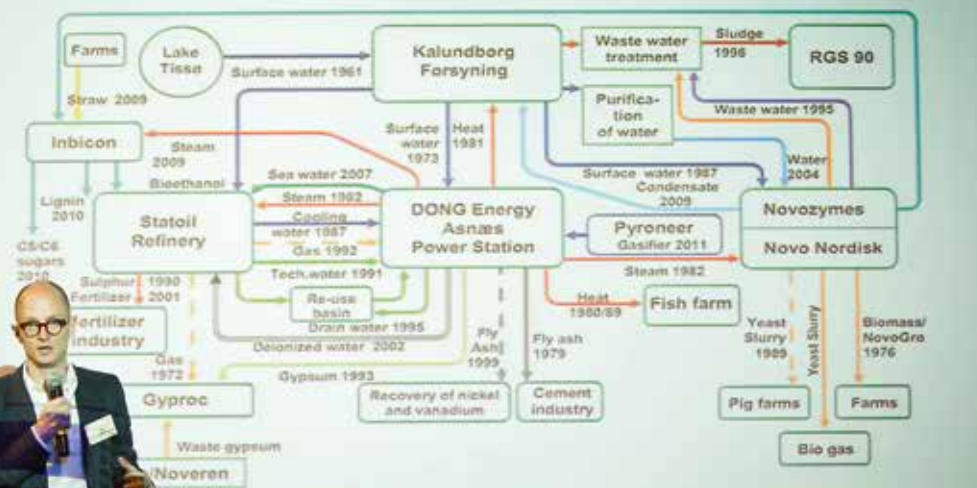 Farms
Lake
Tissø
Surface water 1961
Kalundborg
Forsyning
Waste water
treatment
Sludge
1996
RGS 90
Straw 2009
Purifica-
tion
of water
Waste water 1995
Inbicon
Steam
2009
Surface
water
1973
Heat
1981
Water
2004
Surface water 1987
Condensate
2009
Bioethanol
Lignin
2010
C5/C6
sugars
2010
Sea water 2007
Steam 1982
Cooling
water 1987
Gas 1992
Tech.water 1991
Statoil
Refinery
DONG Energy
Asnæs
Power Station
Pyroneer
Gasifier 2011
Novozymes
Novo Nordisk
Steam 1982
Sulphur 1990
Fertilizer 2001
fertilizer
industry
Re-use
basin
Drain water 1995
Deionized water 2002
Heat
1980/89
Fish farm
Gas
1972
Gypsum 1993
Fly
Ash
1999
Fly ash
1979
Yeast
Slurry
1989
Yeast Slurry
Biomass/
NovoGro
1976
Gyproc
Recovery of nickel
and vanadium
Cement
industry
Pig farms
Farms
Waste gypsum
/Noveren
Bio gas